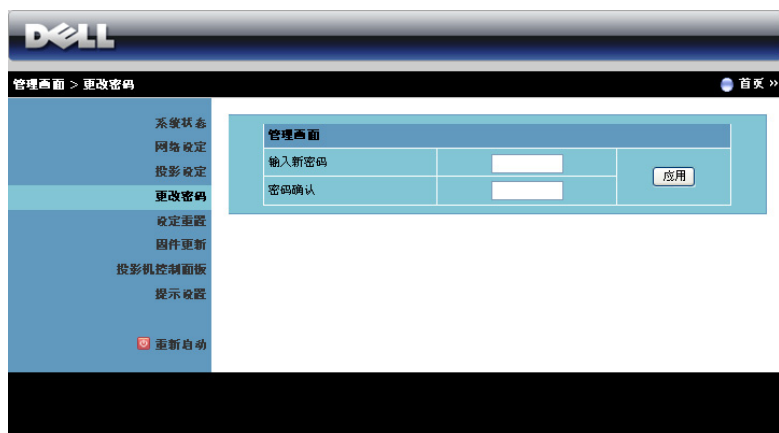 DELL
管理画面 > 更改密码
首页 »
系统状态
网络设定
投影设定
更改密码
设定重置
固件更新
投影机控制面板
提示设置
重新启动
管理画面
输入新密码
密码确认
应用